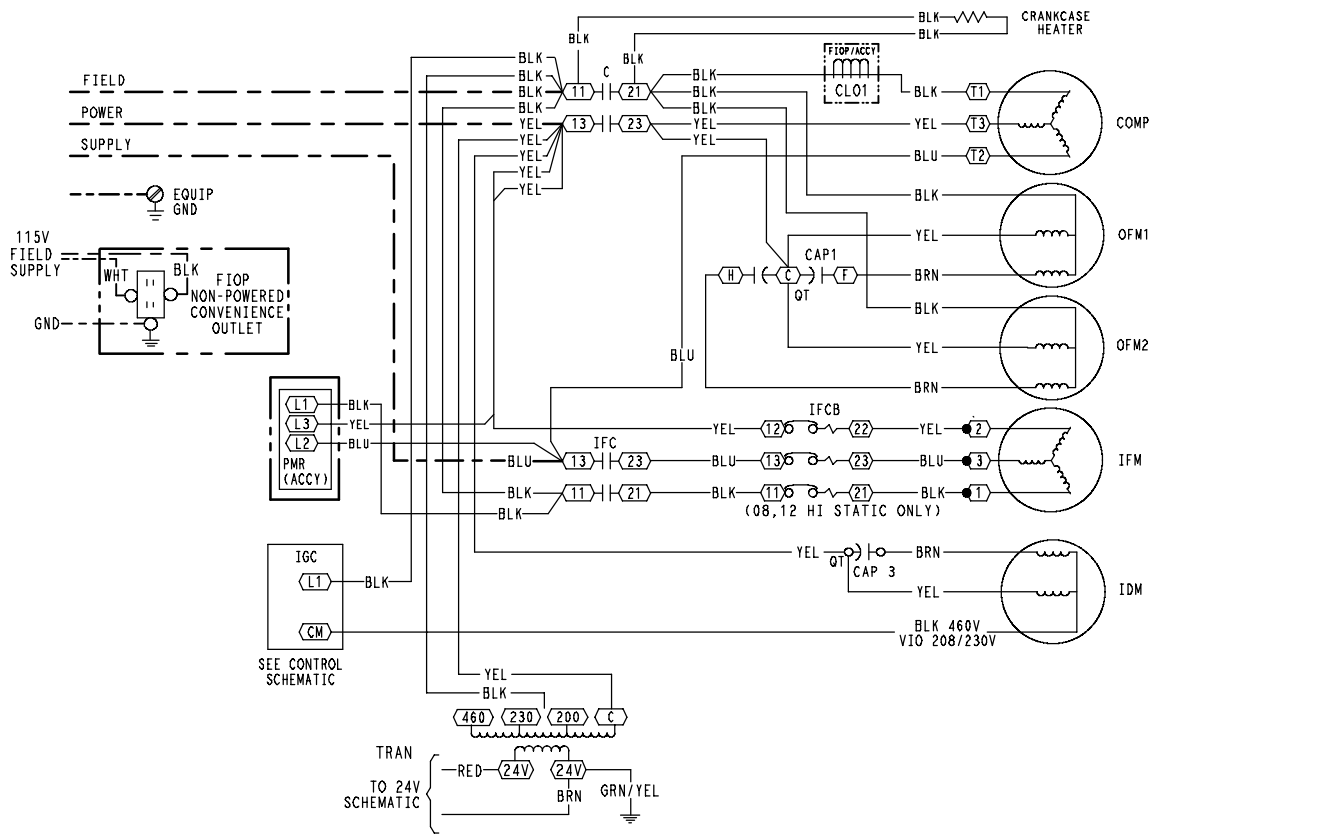 BLK
CRANKCASE
HEATER
BLK
BLK
BLK
FIOP/ACCY
CLO1
FIELD
BLK
BLK
BLK
BLK
C
11
21
BLK
BLK
BLK
BLK
T1
COMP
POWER
YEL
YEL
YEL
YEL
YEL
13
23
YEL
YEL
YEL
T3
SUPPLY
BLU
T2
EQUIP
GND
BLK
OFM1
YEL
CAP1
H
C
F
QT
BRN
115V
FIELD
SUPPLY
WHT
BLK
FIOP
NON-POWERED
CONVENIENCE
OUTLET
GND
BLK
OFM2
YEL
BLU
BRN
L1
BLK
L3
YEL
L2
BLU
PMR
(ACCY)
IFCB
YEL
12
22
YEL
2
IFC
BLU
13
23
BLU
13
23
BLU
3
IFM
BLK
11
21
BLK
11
21
BLK
1
BLK
(08,12 HI STATIC ONLY)
IGC
L1
BLK
CM
SEE CONTROL
SCHEMATIC
YEL
QT
CAP 3
BRN
YEL
IDM
BLK 460V
VIO 208/230V
YEL
BLK
460
230
200
C
TRAN
RED
24V
24V
BRN
GRN/YEL
TO 24V
SCHEMATIC